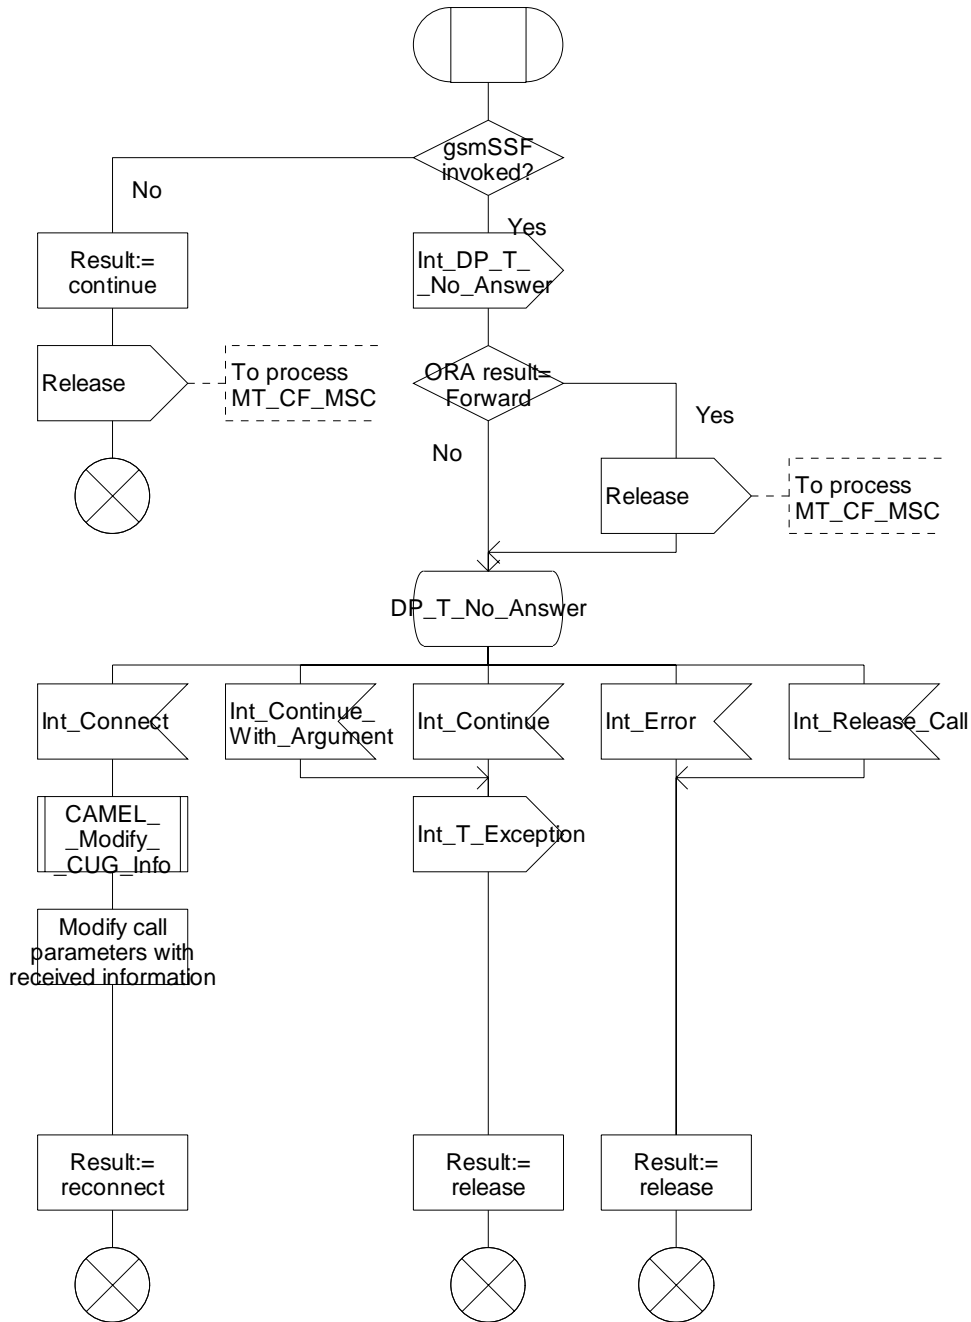 gsmSSF
invoked?
No
Yes
Result:=
continue
Int_DP_T_
_No_Answer
Release
To process
MT_CF_MSC
ORA result=
Forward
Yes
No
Release
To process
MT_CF_MSC
DP_T_No_Answer
Int_Connect
Int_Continue_
With_Argument
Int_Continue
Int_Error
Int_Release_Call
CAMEL_
_Modify_
_CUG_Info
Int_T_Exception
Modify call
parameters with
received information
Result:=
reconnect
Result:=
release
Result:=
release